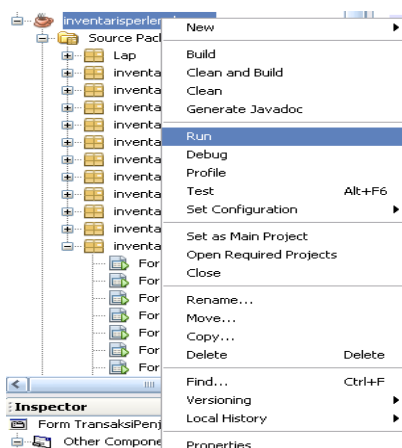 inventarisperle
New
Source Pac
Lap
Build
inventa
Clean and Build
inventa
Clean
inventa
Generate Javadoc
inventa
inventa
Run
inventa
Debug
inventa
Profile
inventa
Test Alt+F6
inventa
Set Configuration
inventa
Set as Main Project
inventa
Open Required Projects
For
Close
For
For
Rename...
For
Move...
For
Copy...
For
Delete Delete
For
Find... Ctrl+F
Versioning
Inspector
Local History
Form TransaksiPenj
Other Compone
Properties